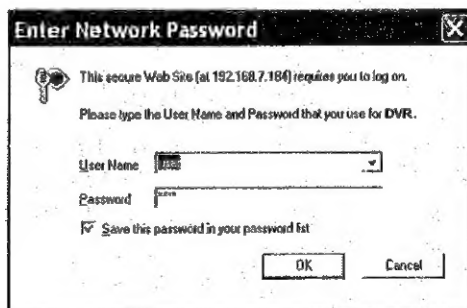 Enter Network Password
This secure Web Site (at 192.168.7.184) requires you to log on.
Please type the User Name and Password that you use for DVR.
User Name
Password
Save this password in your password list
OK Cancel